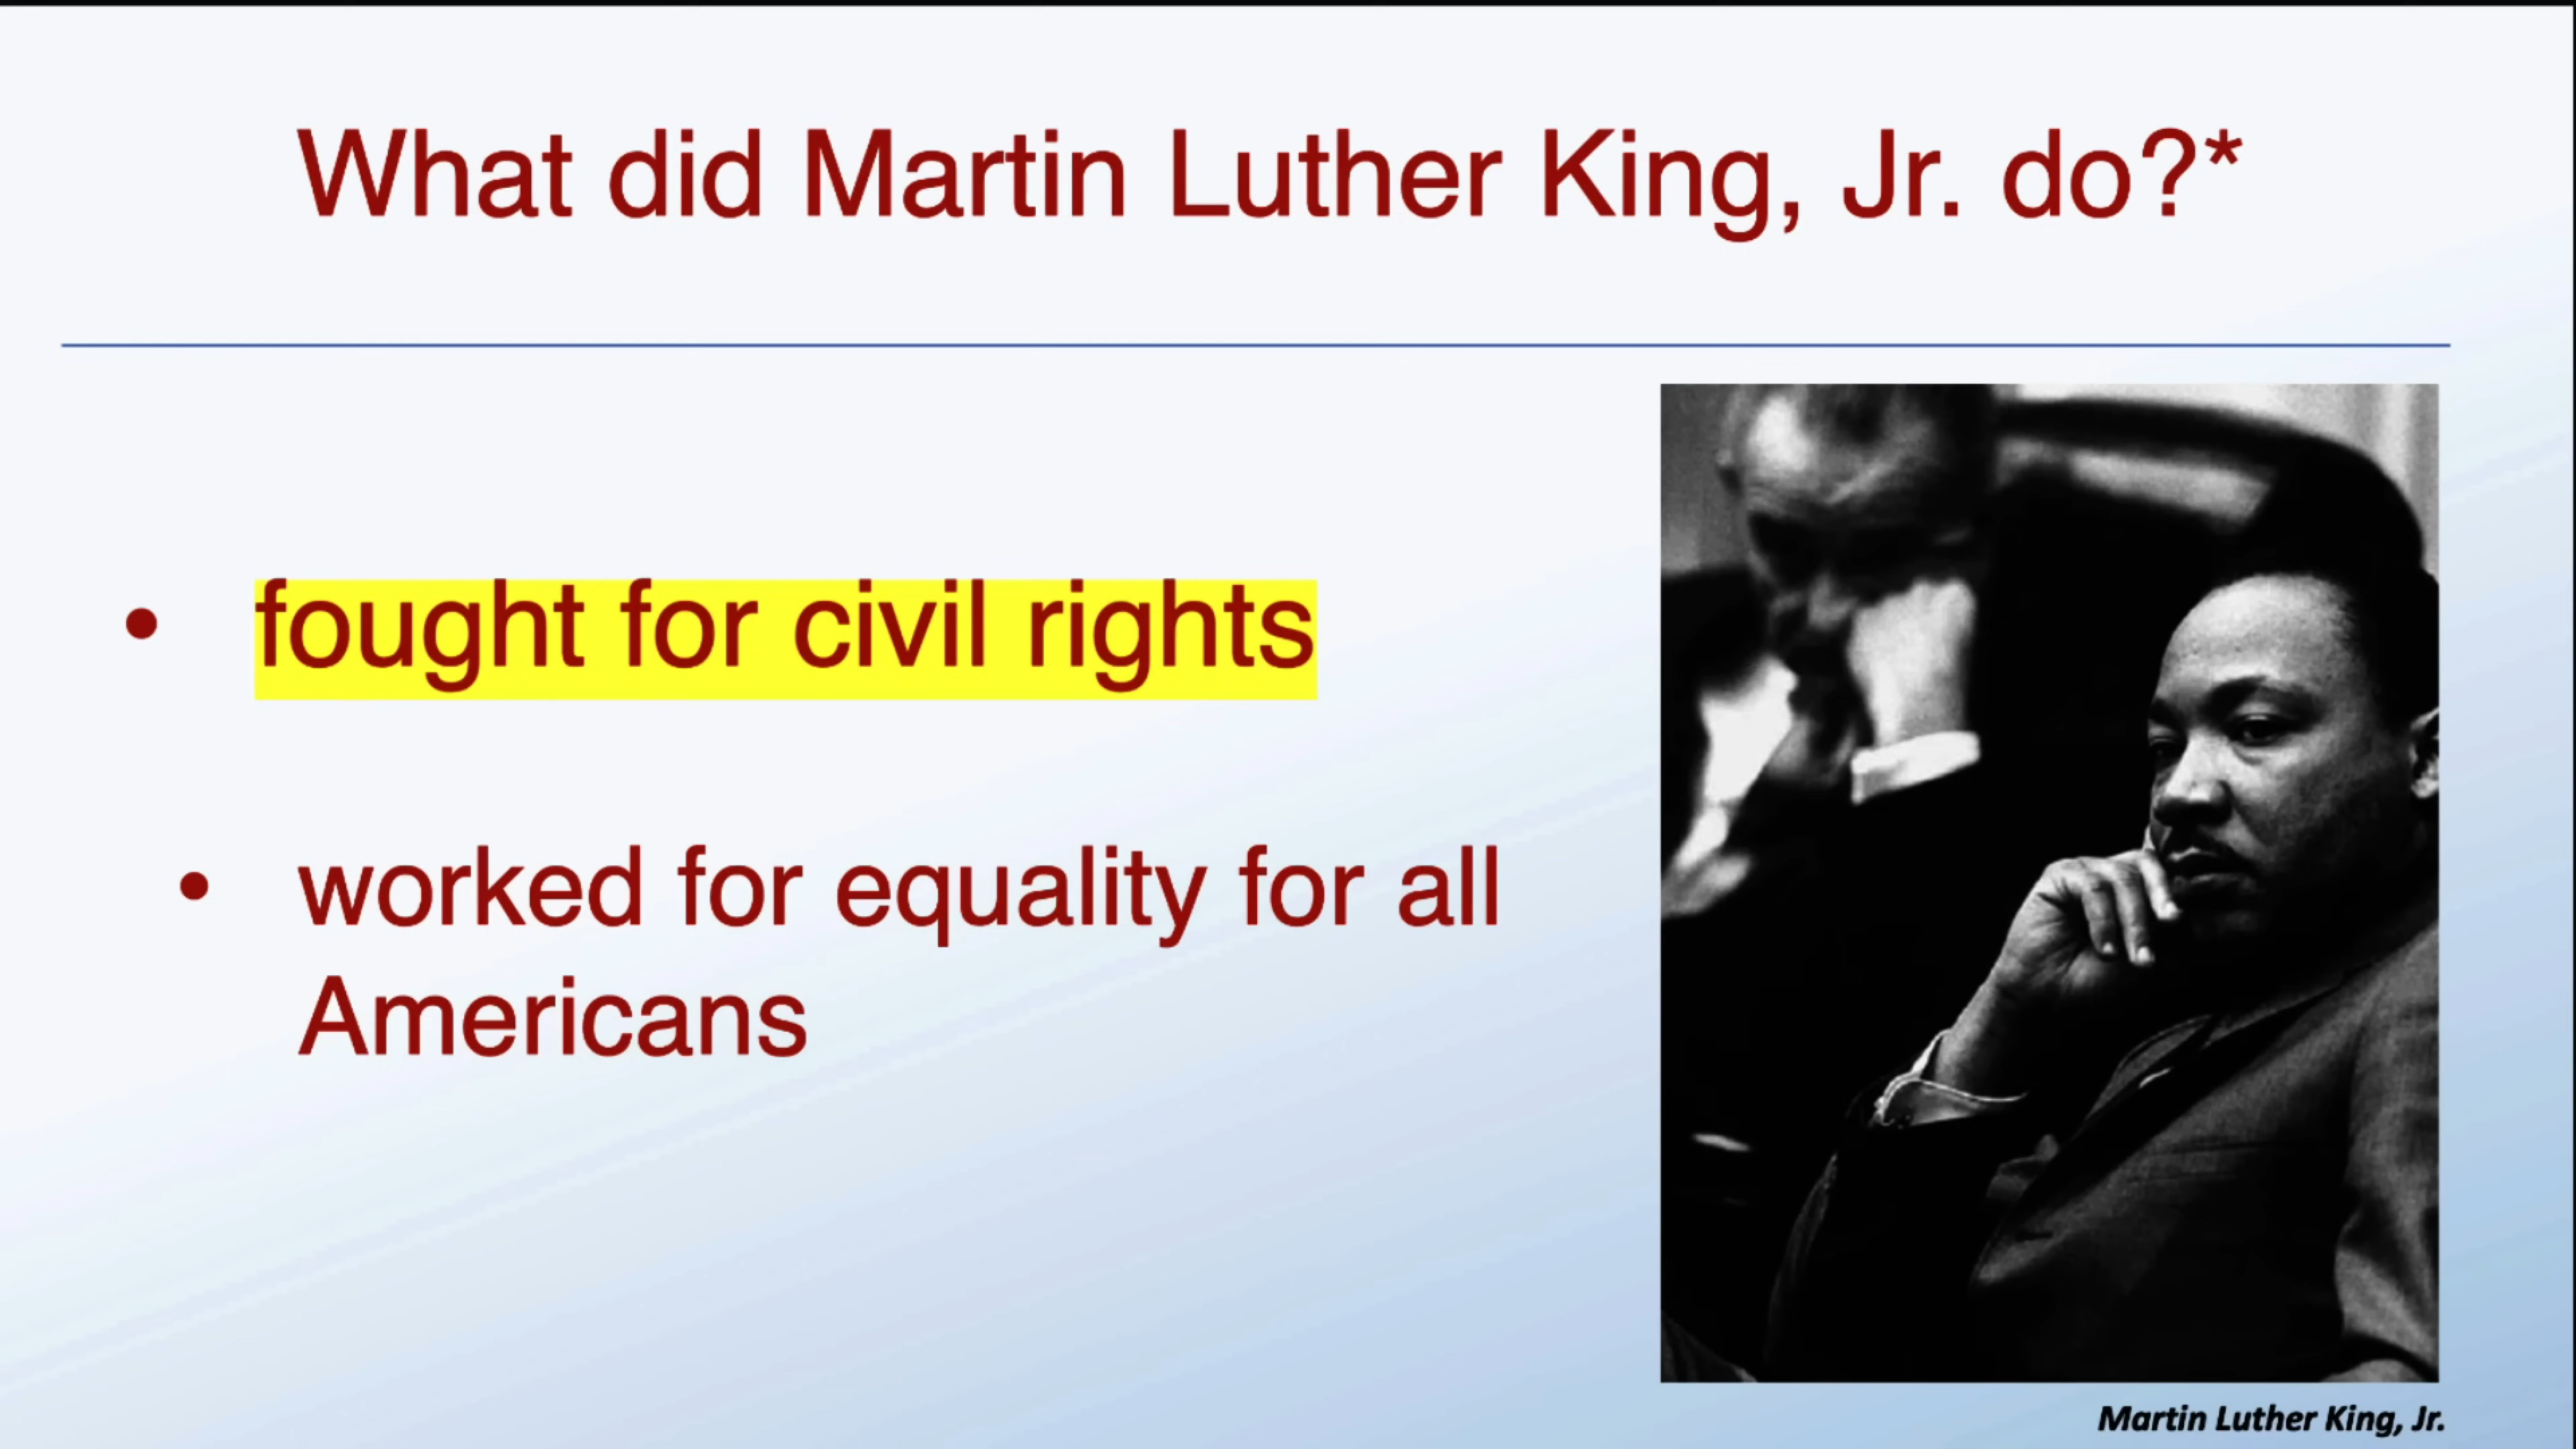 What did Martin Luther King, Jr. do?*
• fought for civil rights
• worked for equality for all
Americans
Martin Luther King, Jr.